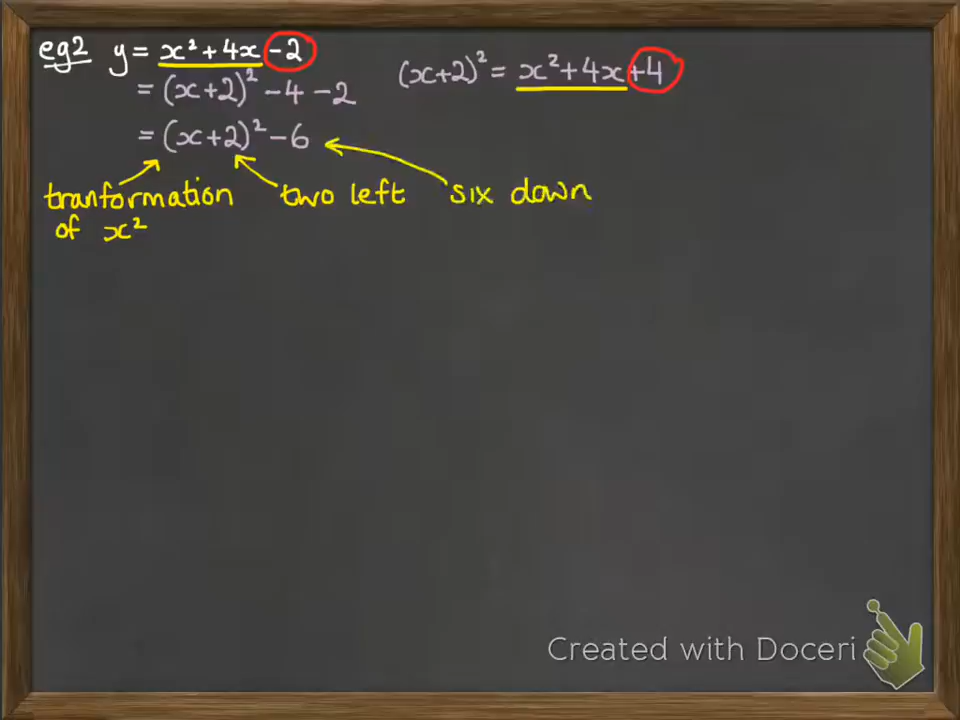 eg2 y = x² + 4x - 2
= (x+2)² - 4 - 2
= (x+2)² - 6
(x+2)² = x² + 4x + 4
tranformation of x²
two left
six down
Created with Doceri